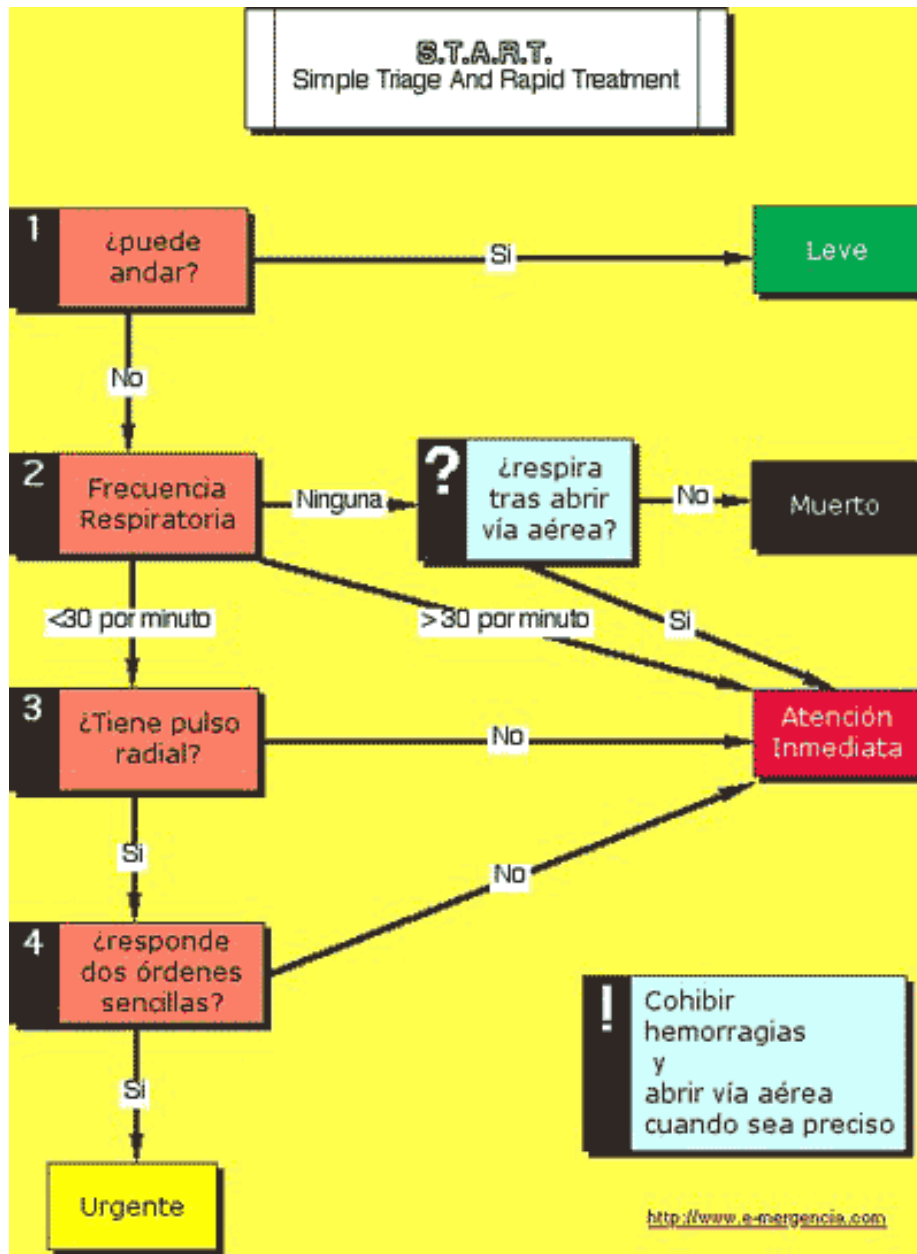 S.T.A.R.T.
Simple Triage And Rapid Treatment
1
¿puede
andar?
Si
Leve
No
2
Frecuencia
Respiratoria
Ninguna
?
¿respira
tras abrir
vía aérea?
No
Muerto
<30 por minuto
>30 por minuto
Si
3
¿Tiene pulso
radial?
No
Atención
Inmediata
Si
No
4
¿responde
dos órdenes
sencillas?
!
Cohibir
hemorragias
y
abrir vía aérea
cuando sea preciso
Si
Urgente
http://www.e-mergencia.com